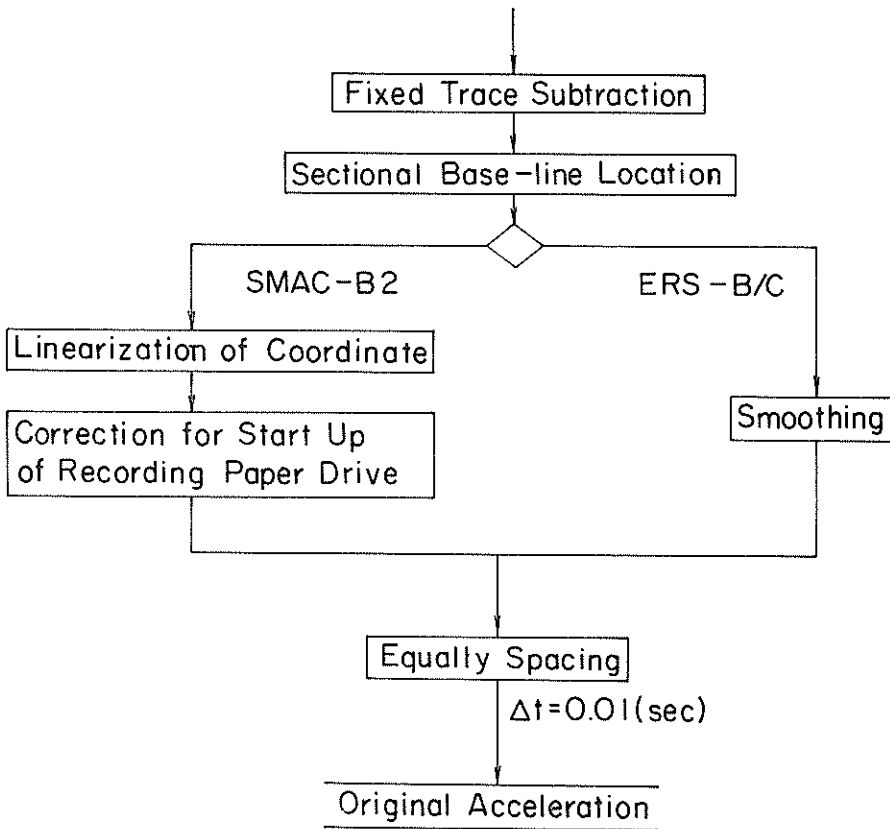 Fixed Trace Subtraction
Sectional Base-line Location
SMAC-B2
ERS-B/C
Linearization of Coordinate
Correction for Start Up
of Recording Paper Drive
Smoothing
Equally Spacing
Δt=0.01(sec)
Original Acceleration